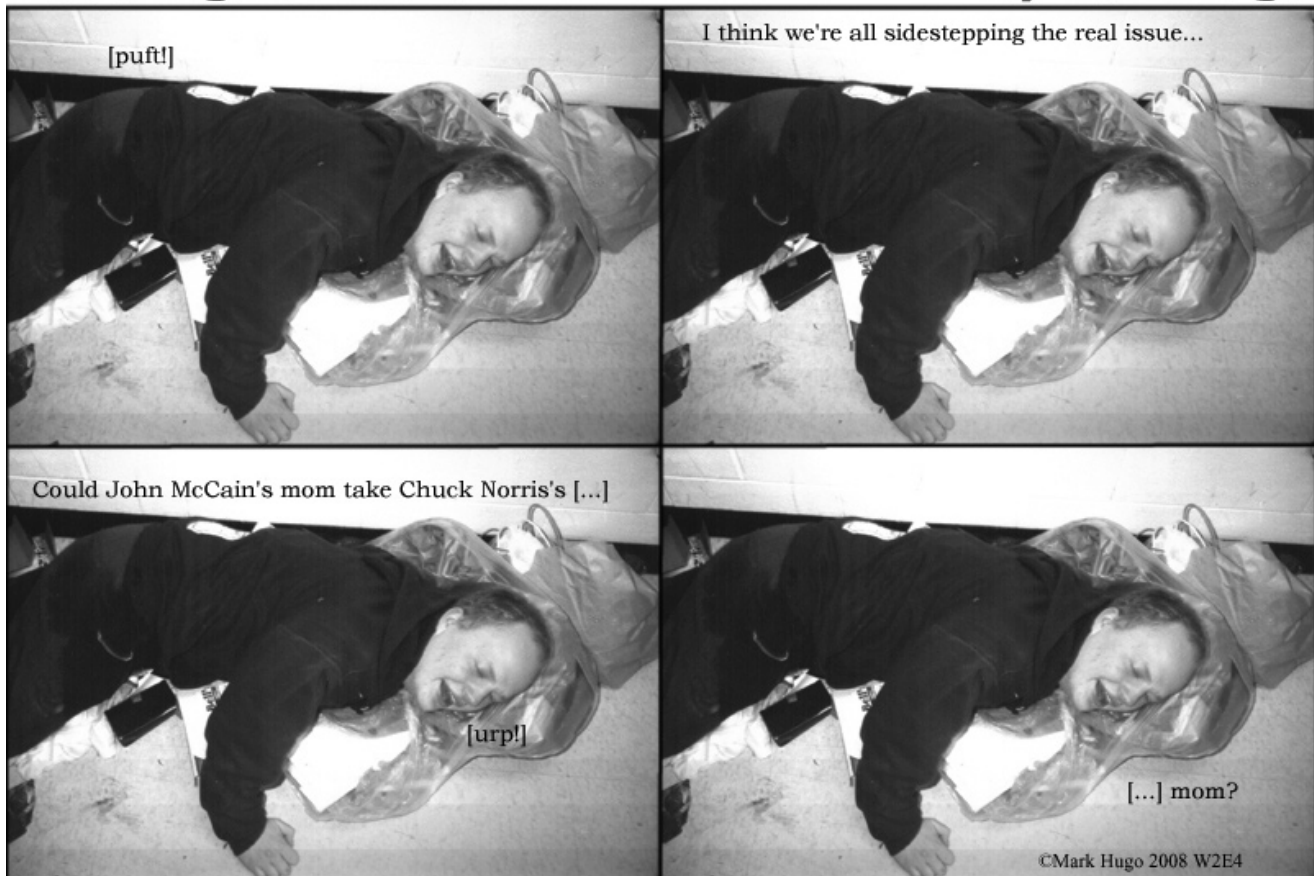 [puft!]
I think we're all sidestepping the real issue...
Could John McCain's mom take Chuck Norris's [...]
[urp!]
[...] mom?
©Mark Hugo 2008 W2E4